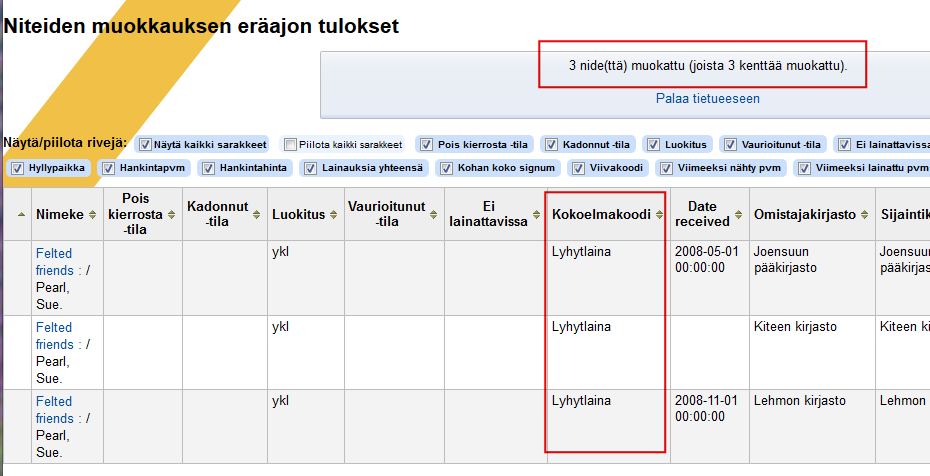 Niteiden muokkauksen eräajon tulokset
3 nide(ttä) muokattu (joista 3 kenttää muokattu).
Palaa tietueeseen
Näytä/piilota rivejä: Näytä kaikki sarakkeet Piilota kaikki sarakkeet Pois kierrosta -tila Kadonnut -tila Luokitus Vaurioitunut -tila Ei lainattavissa
Hyllypaikka Hankintapvm Hankintahinta Lainauksia yhteensä Kohan koko signum Viivakoodi Viimeeksi nähty pvm Viimeeksi lainattu pvm
Nimeke Pois kierrosta -tila Kadonnut -tila Luokitus Vaurioitunut -tila Ei lainattavissa Kokoelmakoodi Date received Omistajakirjasto Sijaintik
Felted friends : / Pearl, Sue. ykl Lyhytlaina 2008-05-01 00:00:00 Joensuun pääkirjasto Joensuu pääkirjas
Felted friends : / Pearl, Sue. ykl Lyhytlaina Kiteen kirjasto Kiteen ki
Felted friends : / Pearl, Sue. ykl Lyhytlaina 2008-11-01 00:00:00 Lehmon kirjasto Lehmon